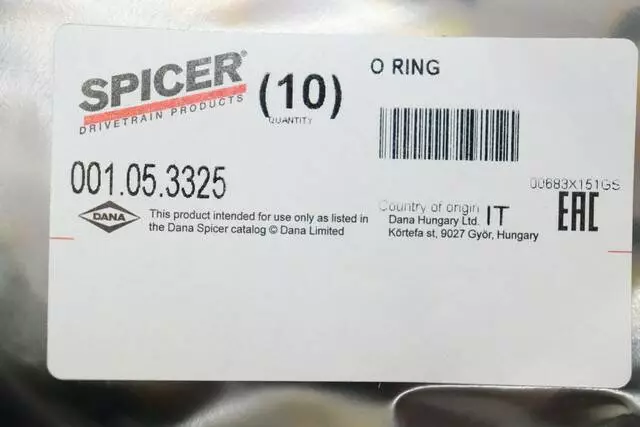 SPICER®
DRIVETRAIN PRODUCTS
(10)
QUANTITY
O RING
001.05.3325
00683X151GS
DANA
This product intended for use only as listed in
the Dana Spicer catalog © Dana Limited
Country of origin IT
Dana Hungary Ltd.
Körtefa st, 9027 Györ, Hungary
EAC